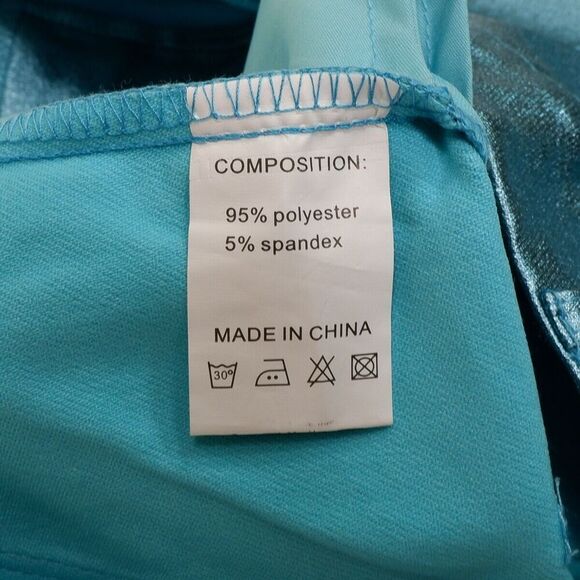 COMPOSITION:
95% polyester
5% spandex
MADE IN CHINA
30°